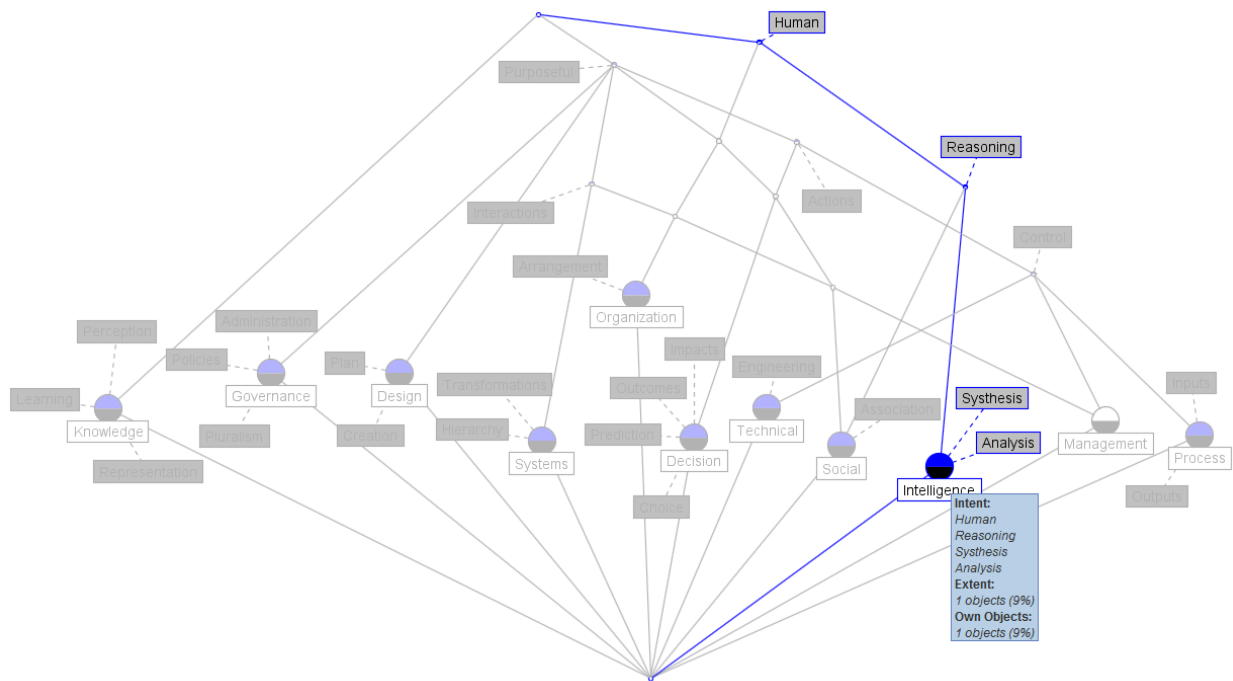 Human
Purposeful
Reasoning
Interactions
Actions
Control
Arrangement
Organization
Administration
Perception
Policies
Governance
Pluralism
Plan
Design
Creation
Transformations
Hierarchy
Systems
Impacts
Outcomes
Prediction
Decision
Choice
Engineering
Technical
Association
Social
Learning
Knowledge
Representation
Systhesis
Analysis
Intelligence
Management
Inputs
Process
Outputs
Intent:
Human
Reasoning
Systhesis
Analysis
Extent:
1 objects (9%)
Own Objects:
1 objects (9%)